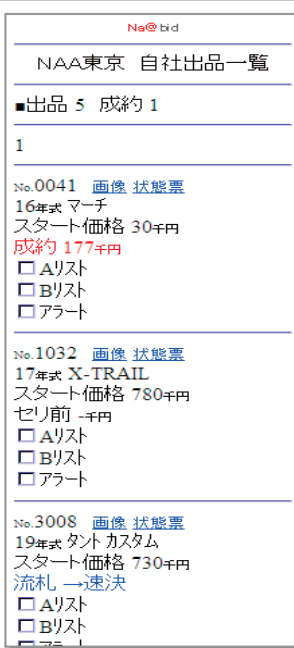 Na@bid
NAA東京 自社出品一覧
■出品 5 成約 1
1
No.0041 画像 状態票
16年式 マーチ
スタート価格 30千円
成約 177千円
Aリスト
Bリスト
アラート
No.1032 画像 状態票
17年式 X-TRAIL
スタート価格 780千円
セリ前 -千円
Aリスト
Bリスト
アラート
No.3008 画像 状態票
19年式 タント カスタム
スタート価格 730千円
流札 →速決
Aリスト
Bリスト